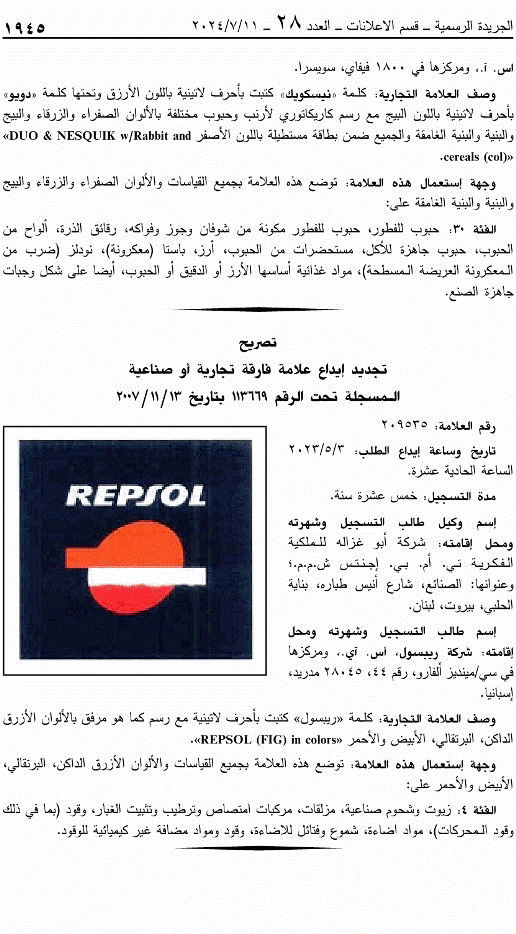 الجريدة الرسمية ــ قسم الاعلانات ــ العدد ٢٨ ــ ٢٠٢٤/٧/١١
١٩٤٥
اس. آ.، ومركزها في ١٨٠٠ فيفاي، سويسرا.
وصف العلامة التجارية: كلمة «نيسكويك» كتبت بأحرف لاتينية باللون الأزرق وتحتها كلمة «دويو»
بأحرف لاتينية باللون البيج مع رسم كاريكاتوري لأرنب وحبوب مختلفة بالألوان الصفراء والزرقاء والبيج
والبنية والبنية الغامقة والجميع ضمن بطاقة مستطيلة باللون الأصفر «DUO & NESQUIK w/Rabbit and
cereals (col)».
وجهة إستعمال هذه العلامة: توضع هذه العلامة بجميع القياسات والألوان الصفراء والزرقاء والبيج
والبنية والبنية الغامقة على:
الفئة ٣٠: حبوب للفطور، حبوب للفطور مكونة من شوفان وجوز وفواكه، رقائق الذرة، ألواح من
الحبوب، حبوب جاهزة للأكل، مستحضرات من الحبوب، أرز، باستا (معكرونة)، نودلز (ضرب من
المعكرونة العريضة المسطحة)، مواد غذائية أساسها الأرز أو الدقيق أو الحبوب، أيضا على شكل وجبات
جاهزة الصنع.
تصريح
تجديد إيداع علامة فارقة تجارية أو صناعية
المسجلة تحت الرقم ١١٣٦٦٩ بتاريخ ٢٠٠٧/١١/١٣
رقم العلامة: ٢٠٩٥٣٥
تاريخ وساعة إيداع الطلب: ٢٠٢٣/٥/٣
الساعة الحادية عشرة.
مدة التسجيل: خمس عشرة سنة.
إسم وكيل طالب التسجيل وشهرته
ومحل إقامته: شركة أبو غزاله للملكية
الفكرية تي. أم. بي. إجنتس ش.م.م.؛
وعنوانها: الصنائع، شارع أنيس طباره، بناية
الحلبي، بيروت، لبنان.
إسم طالب التسجيل وشهرته ومحل
إقامته: شركة ريبسول، أس. آي.، ومركزها
في سي/مينديز ألفارو، رقم ٤٤، ٢٨٠٤٥ مدريد،
إسبانيا.
REPSOL
وصف العلامة التجارية: كلمة «ريبسول» كتبت بأحرف لاتينية مع رسم كما هو مرفق بالألوان الأزرق
الداكن، البرتقالي، الأبيض والأحمر «REPSOL (FIG) in colors».
وجهة إستعمال هذه العلامة: توضع هذه العلامة بجميع القياسات والألوان الأزرق الداكن، البرتقالي،
الأبيض والأحمر على:
الفئة ٤: زيوت وشحوم صناعية، مزلقات، مركبات امتصاص وترطيب وتثبيت الغبار، وقود (بما في ذلك
وقود المحركات)، مواد اضاءة، شموع وفتائل للاضاءة، وقود ومواد مضافة غير كيميائية للوقود.